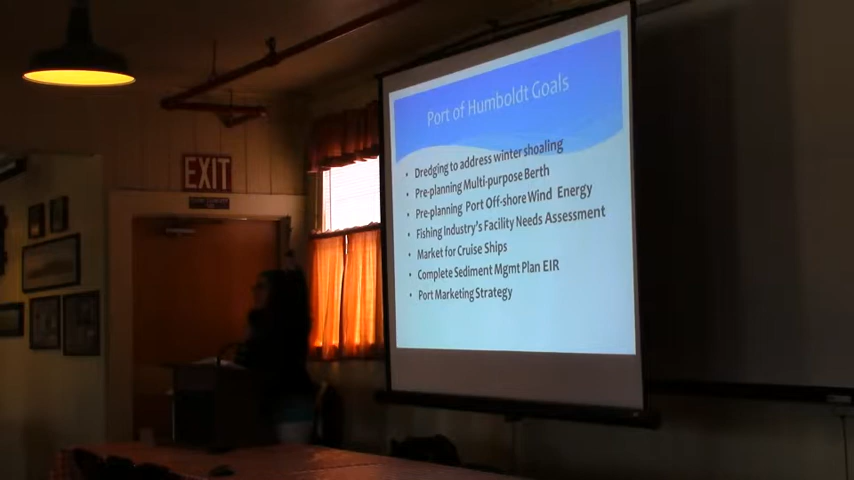 Port of Humboldt Goals
• Dredging to address winter shoaling
• Pre-planning Multi-purpose Berth
• Pre-planning Port Off-shore Wind Energy
• Fishing Industry's Facility Needs Assessment
• Market for Cruise Ships
• Complete Sediment Mgmt Plan EIR
• Port Marketing Strategy
EXIT